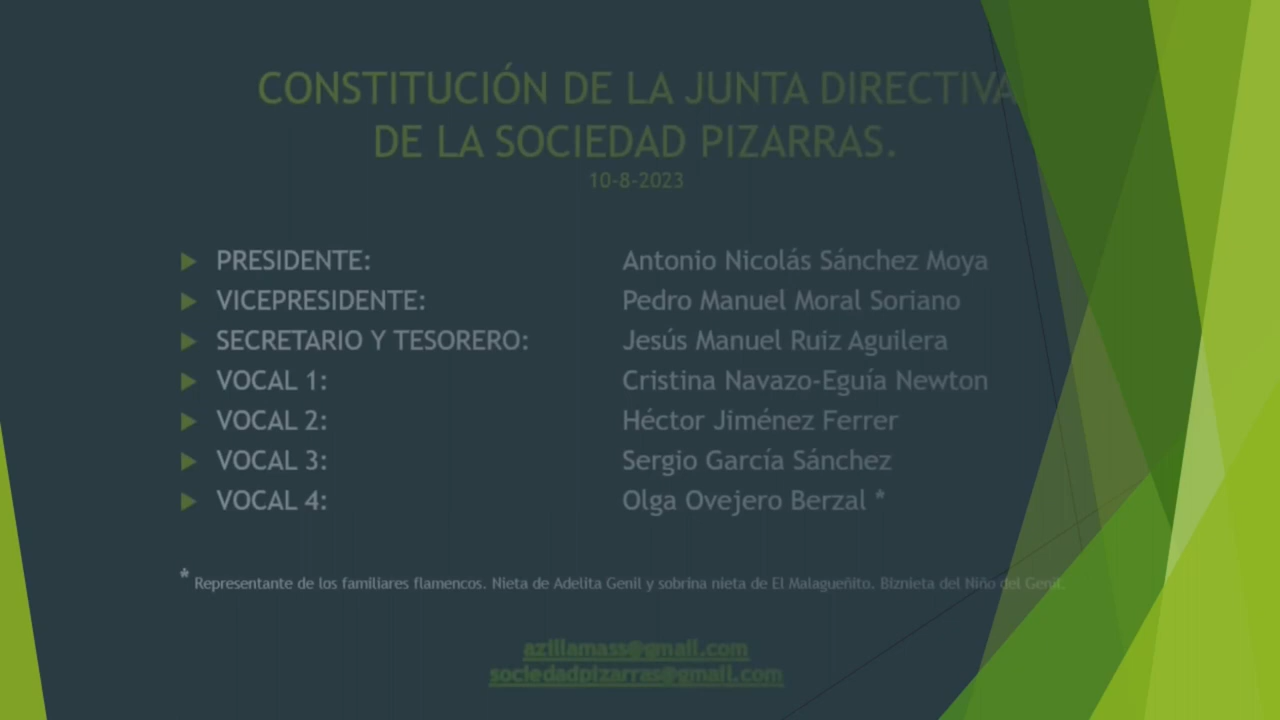 CONSTITUCIÓN DE LA JUNTA DIRECTIVA
DE LA SOCIEDAD PIZARRAS.
10-8-2023
PRESIDENTE: Antonio Nicolás Sánchez Moya
VICEPRESIDENTE: Pedro Manuel Moral Soriano
SECRETARIO Y TESORERO: Jesús Manuel Ruiz Aguilera
VOCAL 1: Cristina Navazo-Eguía Newton
VOCAL 2: Héctor Jiménez Ferrer
VOCAL 3: Sergio García Sánchez
VOCAL 4: Olga Ovejero Berzal *
* Representante de los familiares flamencos. Nieta de Adelita Genil y sobrina nieta de El Malagueñito. Biznieta del Niño del Genil.
azillamass@gmail.com
sociedadpizarras@gmail.com